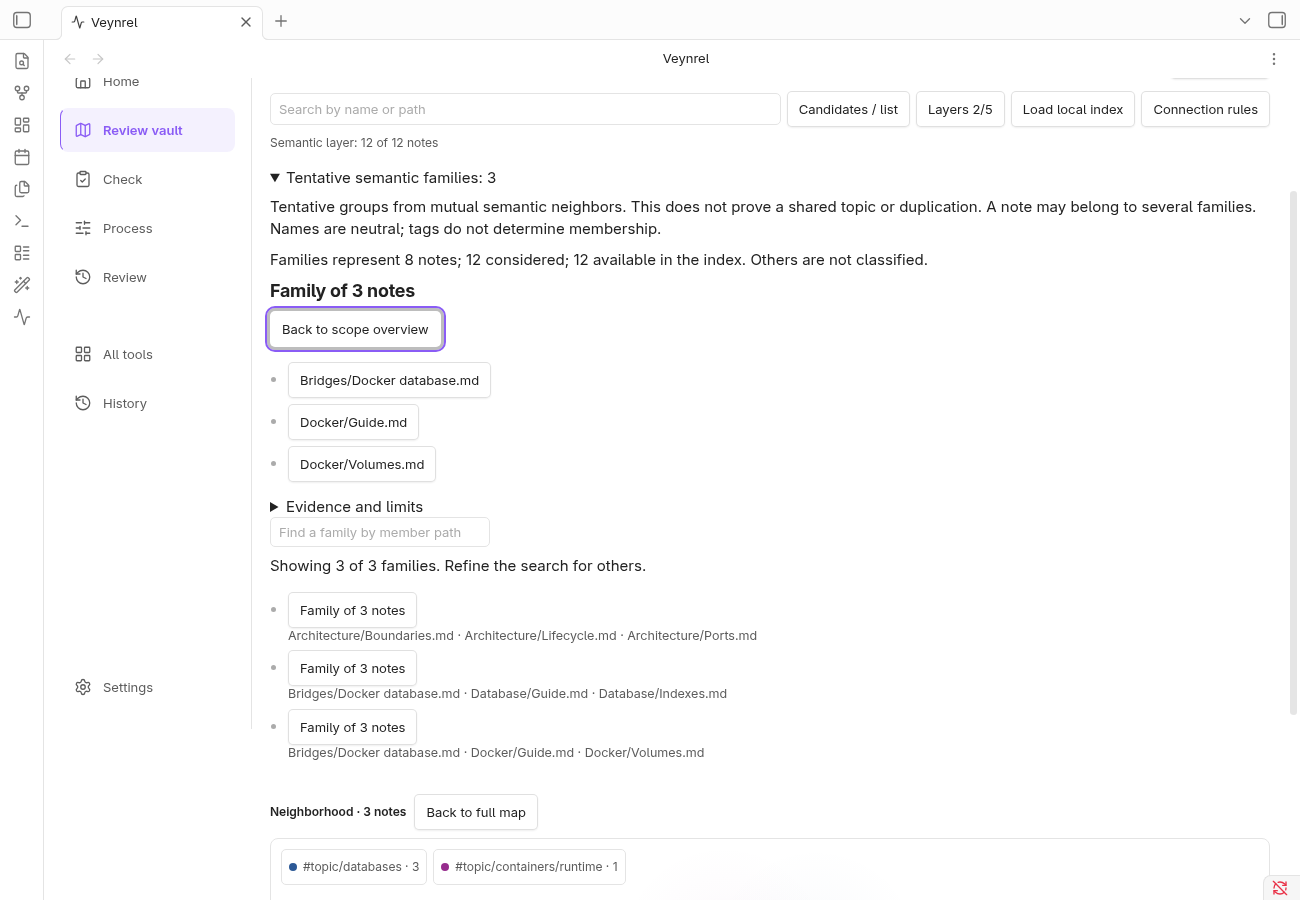 Veynrel
Veynrel
Home
Review vault
Check
Process
Review
All tools
History
Settings
Search by name or path
Candidates / list
Layers 2/5
Load local index
Connection rules
Semantic layer: 12 of 12 notes
Tentative semantic families: 3
Tentative groups from mutual semantic neighbors. This does not prove a shared topic or duplication. A note may belong to several families.
Names are neutral; tags do not determine membership.
Families represent 8 notes; 12 considered; 12 available in the index. Others are not classified.
Family of 3 notes
Back to scope overview
Bridges/Docker database.md
Docker/Guide.md
Docker/Volumes.md
Evidence and limits
Find a family by member path
Showing 3 of 3 families. Refine the search for others.
Family of 3 notes
Architecture/Boundaries.md · Architecture/Lifecycle.md · Architecture/Ports.md
Family of 3 notes
Bridges/Docker database.md · Database/Guide.md · Database/Indexes.md
Family of 3 notes
Bridges/Docker database.md · Docker/Guide.md · Docker/Volumes.md
Neighborhood · 3 notes
Back to full map
#topic/databases · 3
#topic/containers/runtime · 1